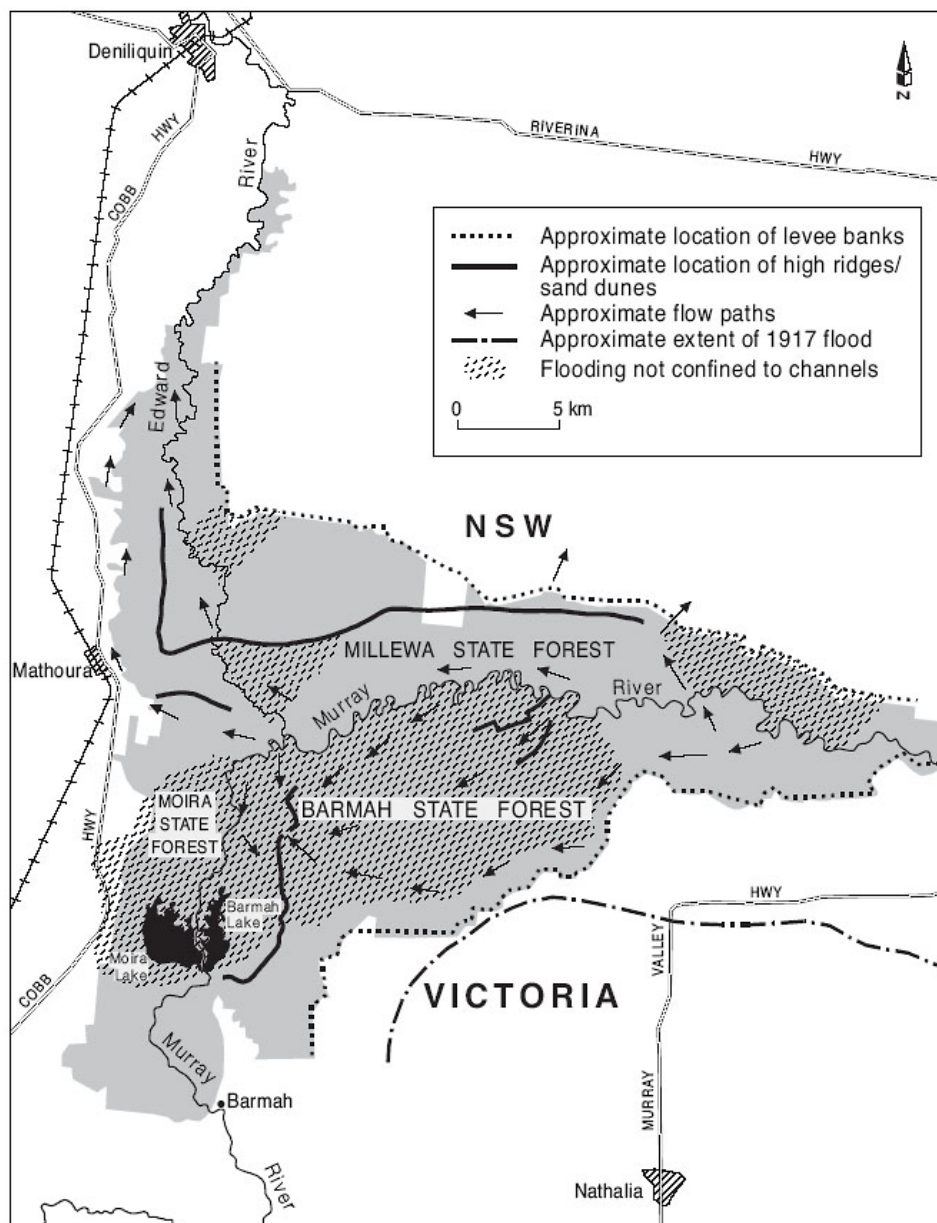 Deniliquin
HWY
COBB
River
RIVERINA
HWY
N
Approximate location of levee banks
Approximate location of high ridges/
sand dunes
Approximate flow paths
Approximate extent of 1917 flood
Flooding not confined to channels
0 5 km
Edward
NSW
Mathoura
MILLEWA STATE FOREST
Murray
River
MOIRA
STATE
FOREST
BARMAH STATE FOREST
HWY
Barmah
Lake
Moira
Lake
COBB
HWY
VALLEY
VICTORIA
Murray
Barmah
MURRAY
River
Nathalia